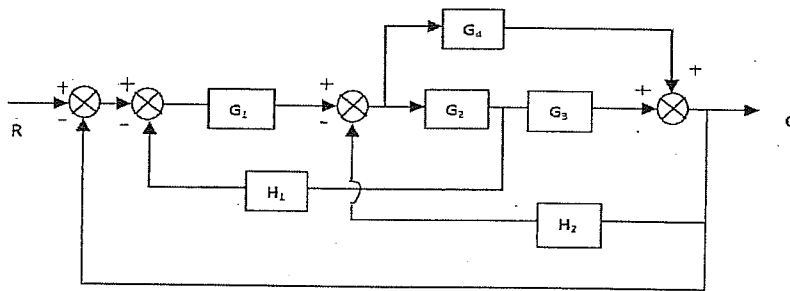 G₄
+
+
+
+
+
+
G₁
G₂
G₃
-
-
-
R
H₁
H₂